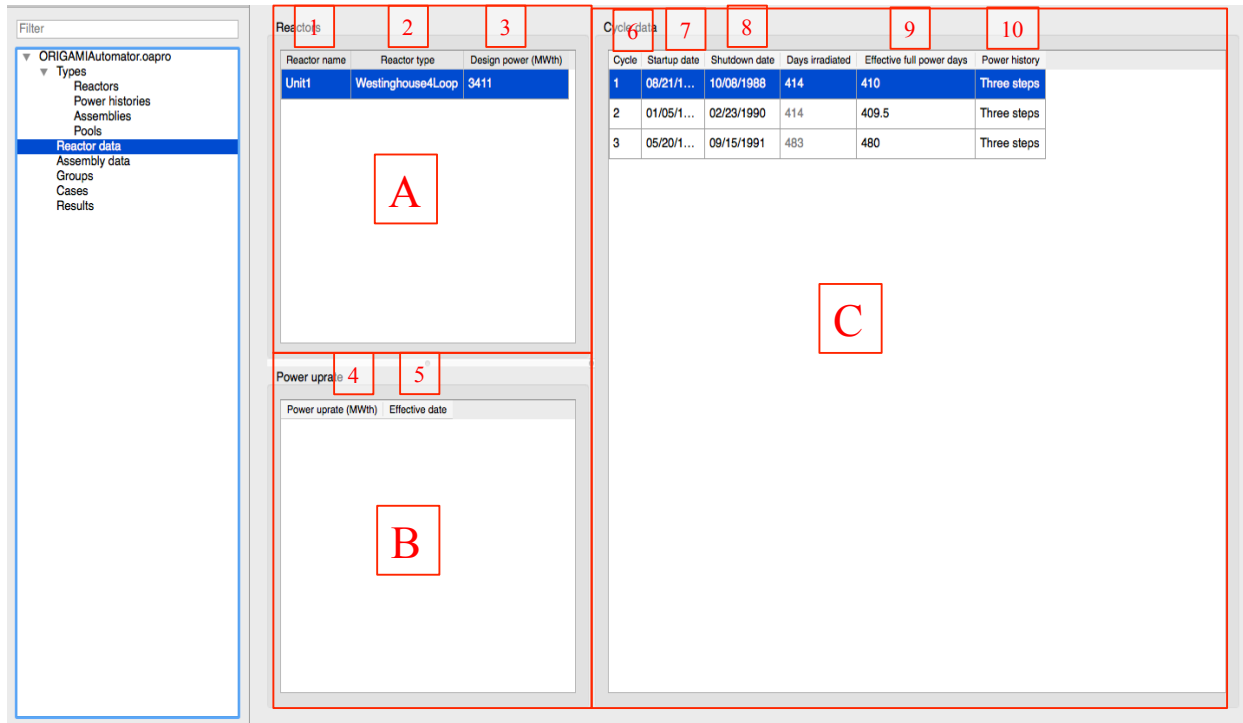 Filter
ORIGAMIAutomator.oapro
Types
Reactors
Power histories
Assemblies
Pools
Reactor data
Assembly data
Groups
Cases
Results
Reactors
1 2 3
Reactor name Reactor type Design power (MWth)
Unit1 Westinghouse4Loop 3411
A
Power uprate
4 5
Power uprate (MWth) Effective date
B
Cycle data
6 7 8 9 10
Cycle Startup date Shutdown date Days irradiated Effective full power days Power history
1 08/21/1... 10/08/1988 414 410 Three steps
2 01/05/1... 02/23/1990 414 409.5 Three steps
3 05/20/1... 09/15/1991 483 480 Three steps
C